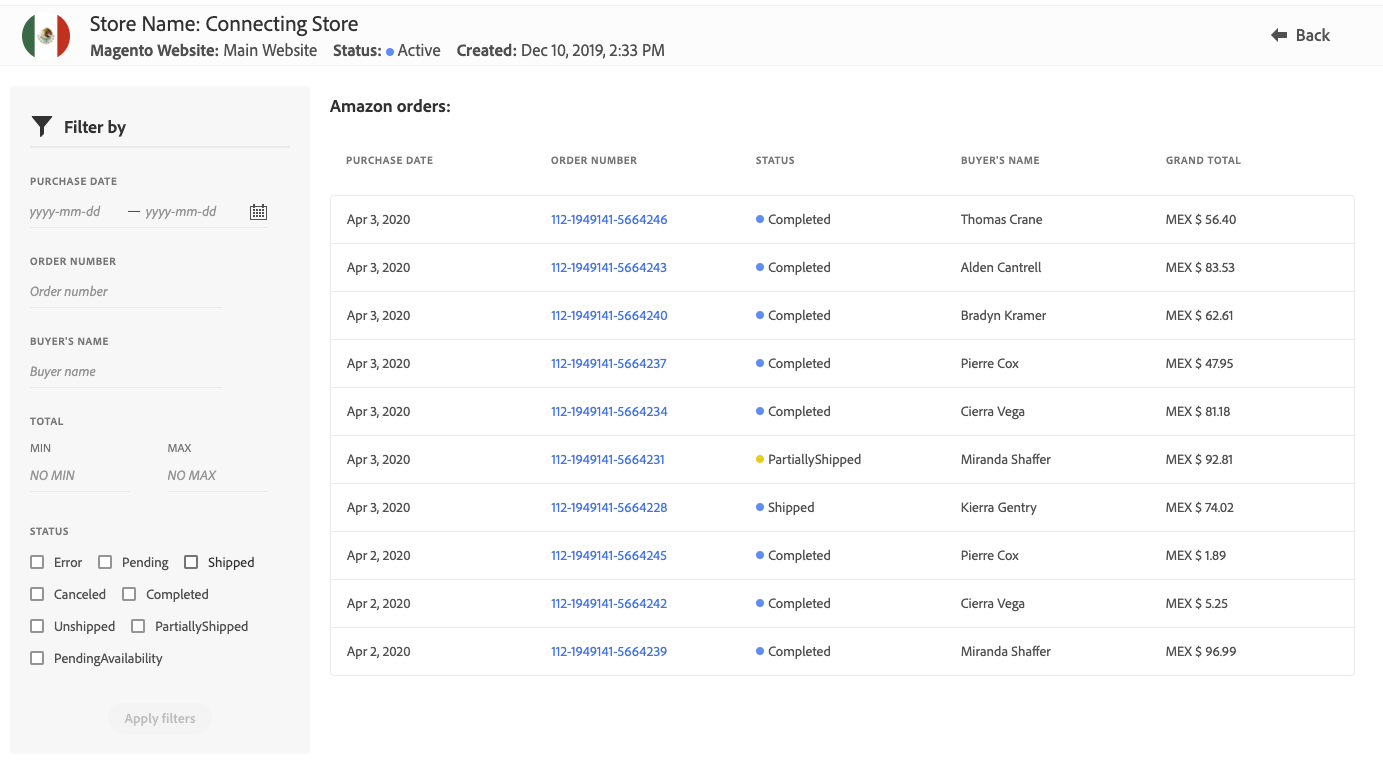 Store Name: Connecting Store
Magento Website: Main Website Status: Active Created: Dec 10, 2019, 2:33 PM
Back
Filter by
PURCHASE DATE
yyyy-mm-dd — yyyy-mm-dd
ORDER NUMBER
Order number
BUYER'S NAME
Buyer name
TOTAL
MIN MAX
NO MIN NO MAX
STATUS
Error Pending Shipped
Canceled Completed
Unshipped PartiallyShipped
PendingAvailability
Apply filters
Amazon orders:
PURCHASE DATE ORDER NUMBER STATUS BUYER'S NAME GRAND TOTAL
Apr 3, 2020 112-1949141-5664246 Completed Thomas Crane MEX $ 56.40
Apr 3, 2020 112-1949141-5664243 Completed Alden Cantrell MEX $ 83.53
Apr 3, 2020 112-1949141-5664240 Completed Bradyn Kramer MEX $ 62.61
Apr 3, 2020 112-1949141-5664237 Completed Pierre Cox MEX $ 47.95
Apr 3, 2020 112-1949141-5664234 Completed Cierra Vega MEX $ 81.18
Apr 3, 2020 112-1949141-5664231 PartiallyShipped Miranda Shaffer MEX $ 92.81
Apr 3, 2020 112-1949141-5664228 Shipped Kierra Gentry MEX $ 74.02
Apr 2, 2020 112-1949141-5664245 Completed Pierre Cox MEX $ 1.89
Apr 2, 2020 112-1949141-5664242 Completed Cierra Vega MEX $ 5.25
Apr 2, 2020 112-1949141-5664239 Completed Miranda Shaffer MEX $ 96.99